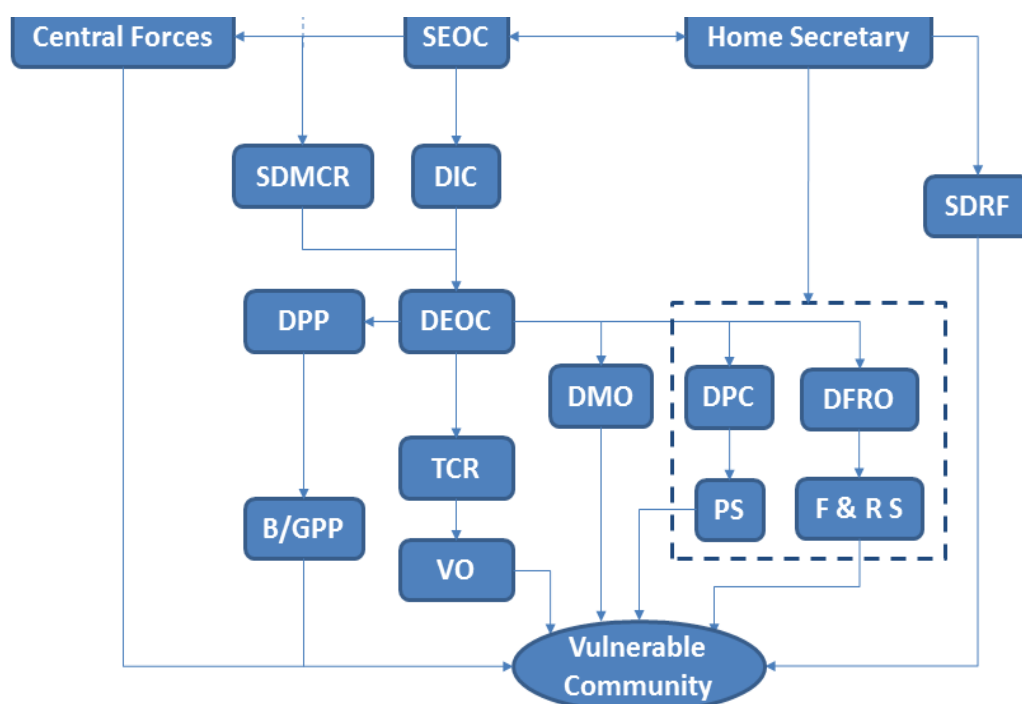 Central Forces
SEOC
Home Secretary
SDMCR
DIC
SDRF
DPP
DEOC
DMO
DPC
DFRO
TCR
B/GPP
PS
F & R S
VO
Vulnerable
Community